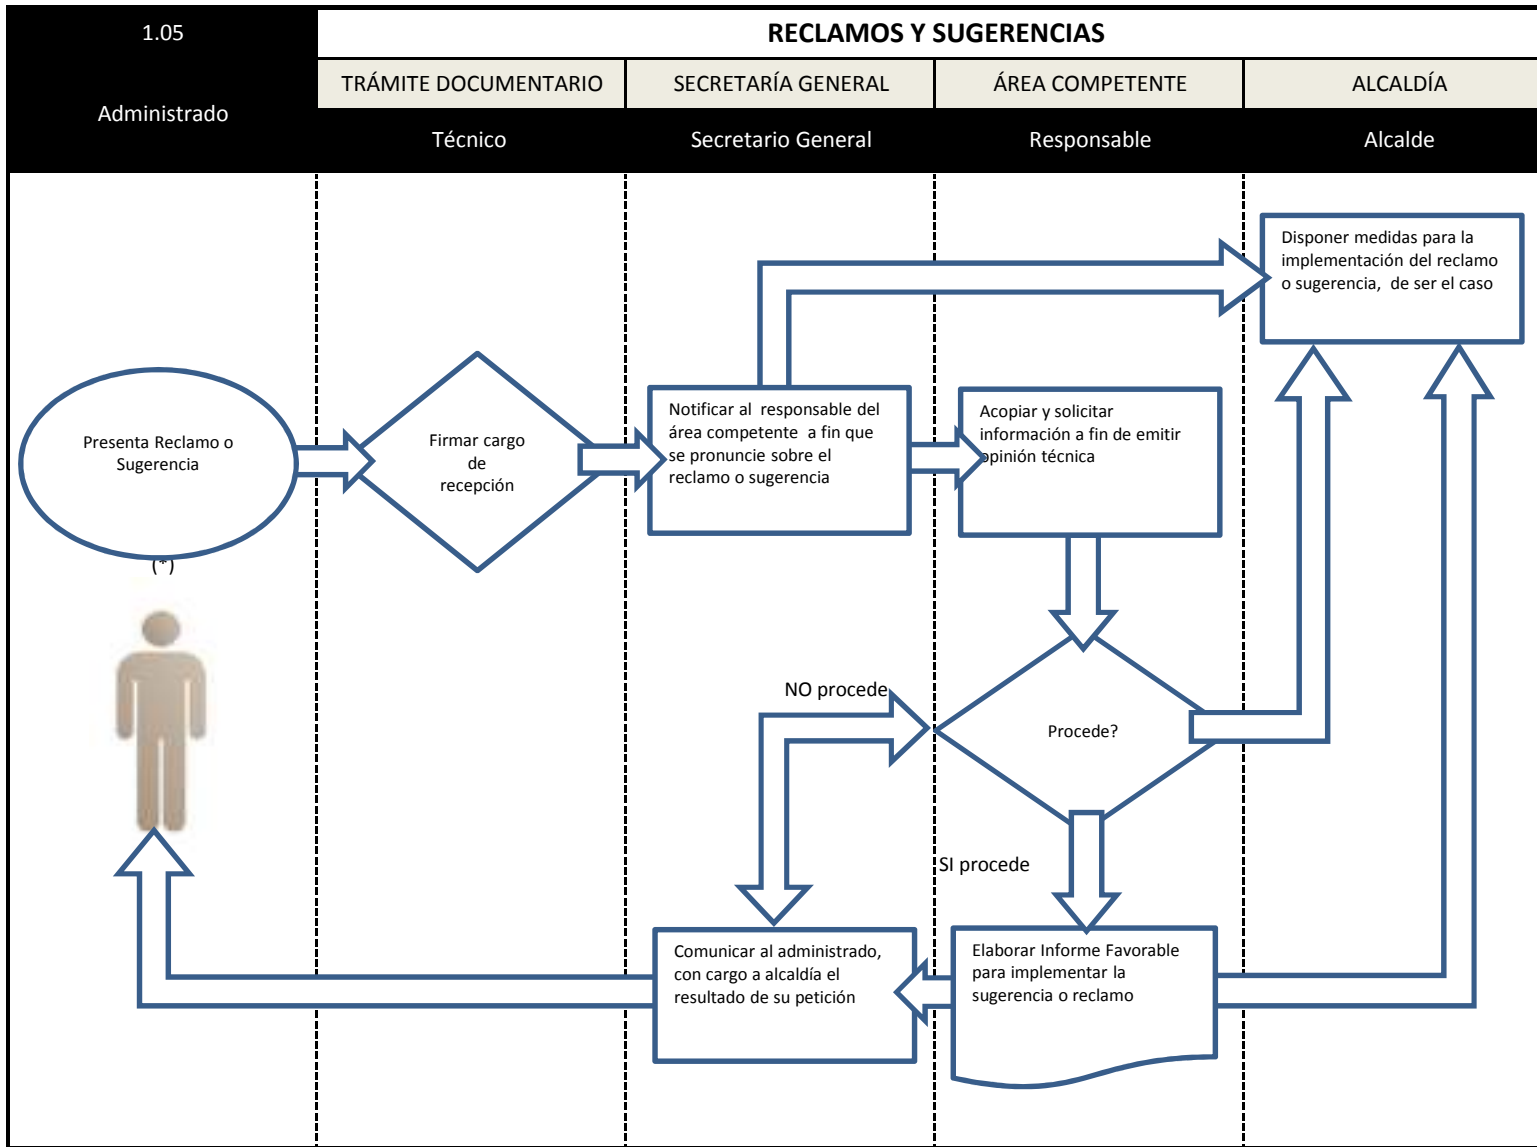 1.05
RECLAMOS Y SUGERENCIAS
Administrado
TRÁMITE DOCUMENTARIO
SECRETARÍA GENERAL
ÁREA COMPETENTE
ALCALDÍA
Técnico
Secretario General
Responsable
Alcalde
Disponer medidas para la
implementación del reclamo
o sugerencia, de ser el caso
Presenta Reclamo o
Sugerencia
(*)
Firmar cargo
de
recepción
Notificar al responsable del
área competente a fin que
se pronuncie sobre el
reclamo o sugerencia
Acopiar y solicitar
información a fin de emitir
opinión técnica
NO procede
Procede?
SI procede
Comunicar al administrado,
con cargo a alcaldía el
resultado de su petición
Elaborar Informe Favorable
para implementar la
sugerencia o reclamo